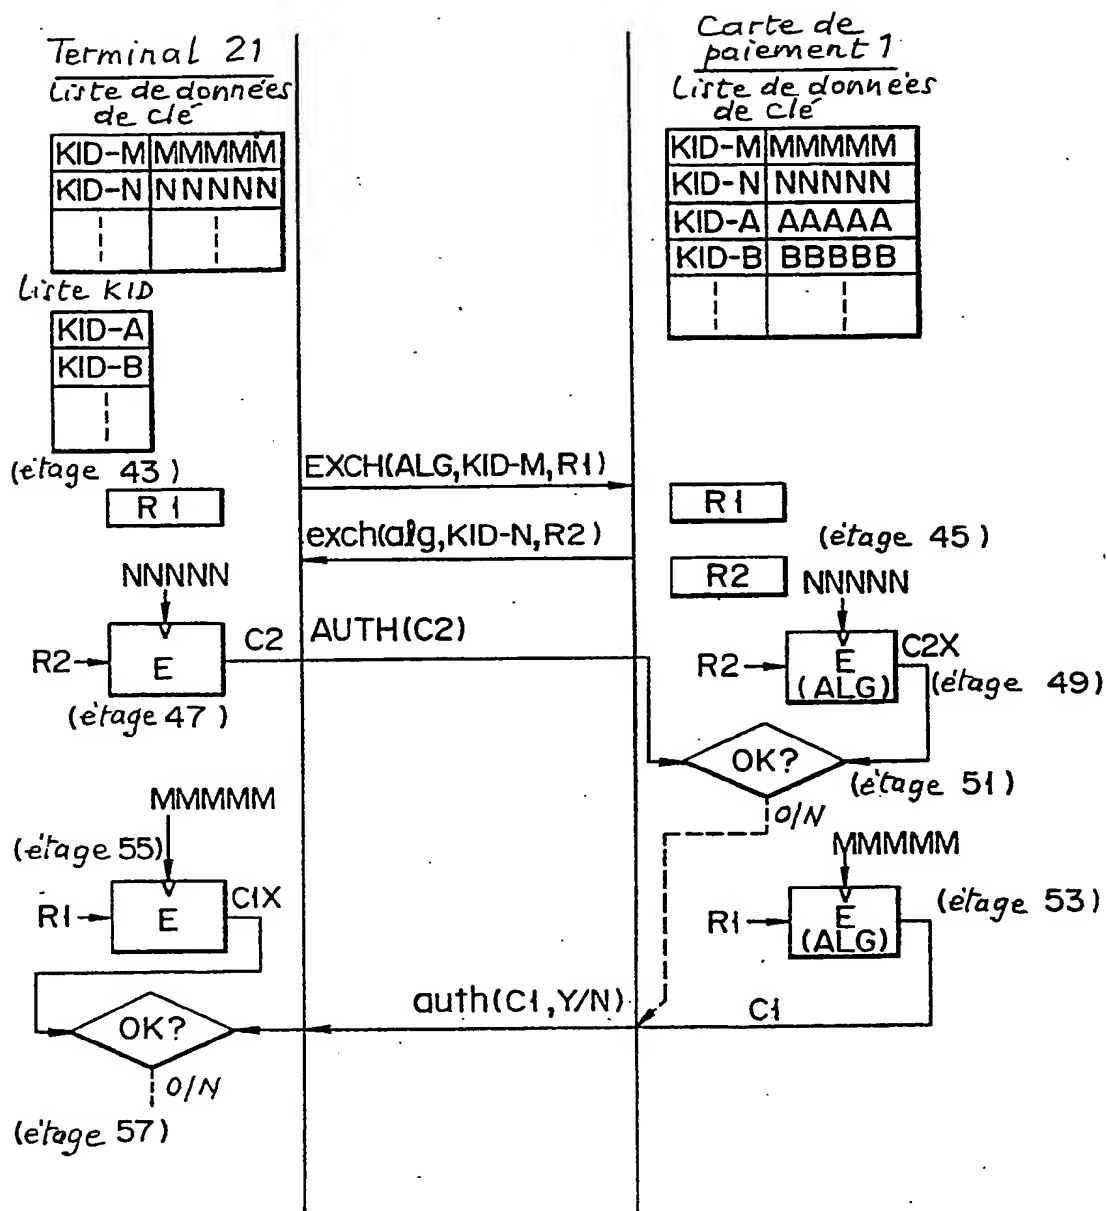 Terminal 21
Liste de données
de clé
KID-M MMMMM
KID-N NNNNN
Liste KID
KID-A
KID-B
(étage 43)
R1
Carte de
paiement 1
Liste de données
de clé
KID-M MMMMM
KID-N NNNNN
KID-A AAAAA
KID-B BBBBB
EXCH(ALG,KID-M,R1)
R1
exch(alg,KID-N,R2)
(étage 45)
R2
NNNNN
NNNNN
R2
E
C2
AUTH(C2)
(étage 47)
R2
E
(ALG)
C2X
(étage 49)
OK?
(étage 51)
O/N
MMMMM
(étage 55)
R1
E
C1X
MMMMM
R1
E
(ALG)
(étage 53)
auth(C1,Y/N)
C1
OK?
O/N
(étage 57)